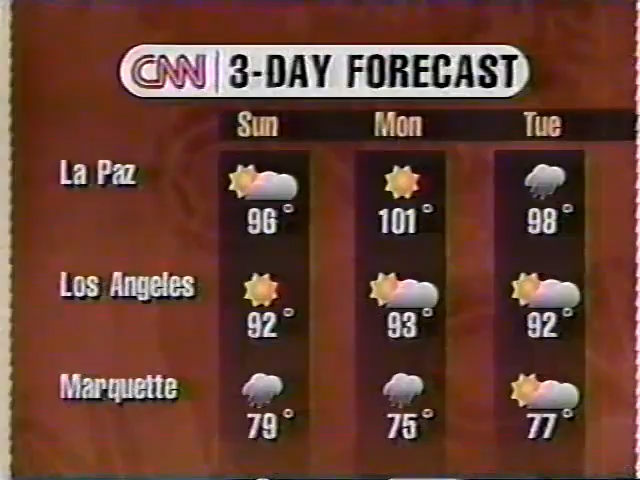 CNN 3-DAY FORECAST
Sun Mon Tue
La Paz 96° 101° 98°
Los Angeles 92° 93° 92°
Marquette 79° 75° 77°